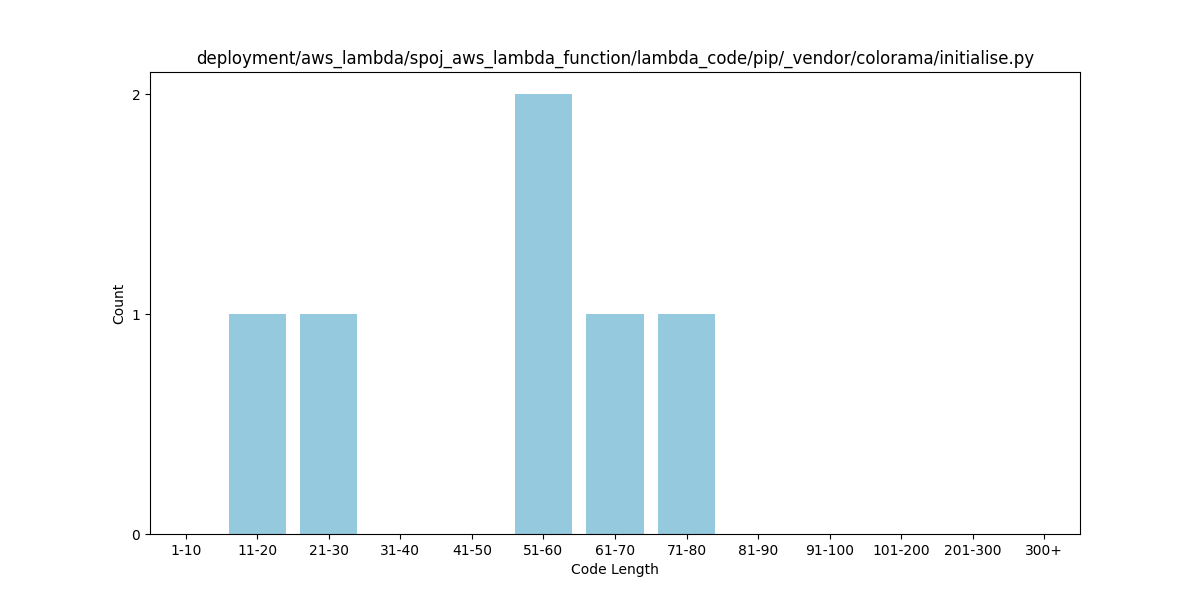 deployment/aws_lambda/spoj_aws_lambda_function/lambda_code/pip/_vendor/colorama/initialise.py
2
1
0
Count
1-10 11-20 21-30 31-40 41-50 51-60 61-70 71-80 81-90 91-100 101-200 201-300 300+
Code Length